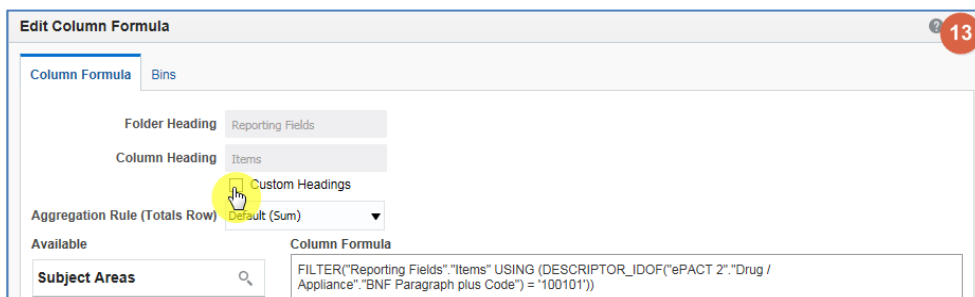 Edit Column Formula
? 13
Column Formula Bins
Folder Heading Reporting Fields
Column Heading Items
Custom Headings
Aggregation Rule (Totals Row) Default (Sum)
Available Column Formula
Subject Areas
FILTER("Reporting Fields"."Items" USING (DESCRIPTOR_IDOF("ePACT 2"."Drug /
Appliance"."BNF Paragraph plus Code") = '100101'))